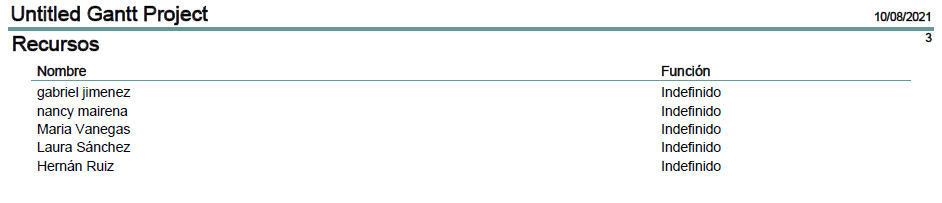 Untitled Gantt Project
10/08/2021
3
Recursos
Nombre Función
gabriel jimenez Indefinido
nancy mairena Indefinido
Maria Vanegas Indefinido
Laura Sánchez Indefinido
Hernán Ruiz Indefinido